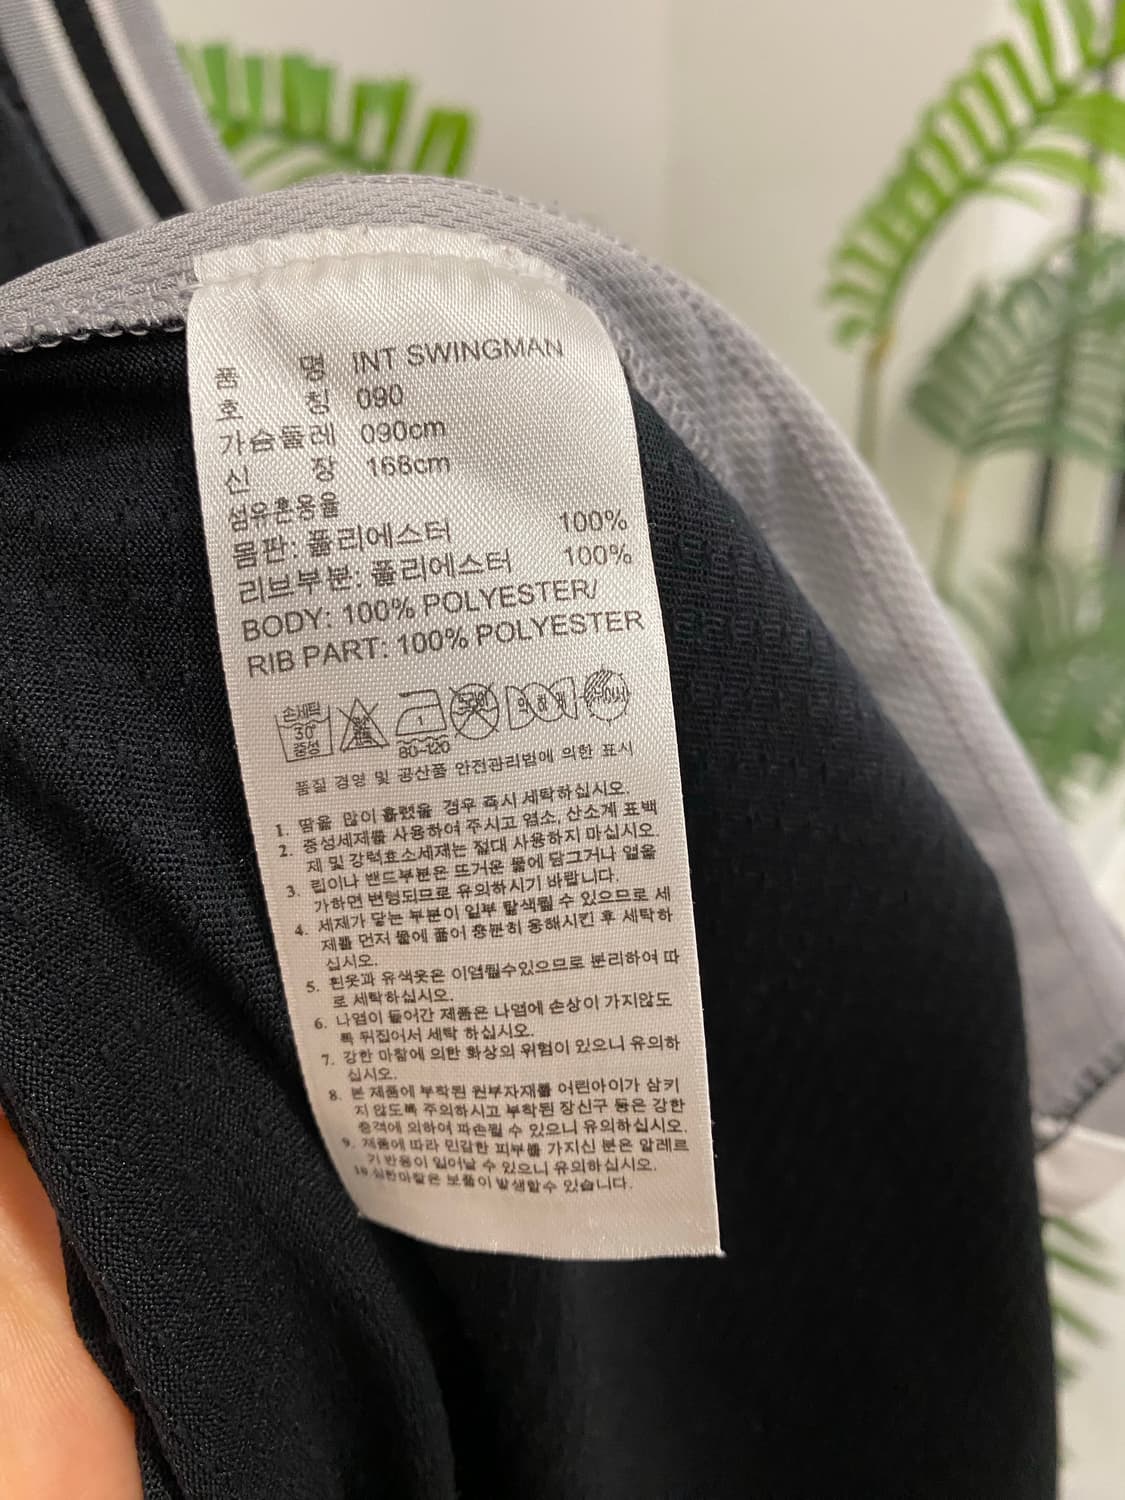 품 명 INT SWINGMAN
호 칭 090
가슴둘레 090cm
신 장 168cm
섬유혼용율
몸판: 폴리에스터 100%
리브부분: 폴리에스터 100%
BODY: 100% POLYESTER/
RIB PART: 100% POLYESTER
손세탁
30°
중성
80~120
품질 경영 및 공산품 안전관리법에 의한 표시
1. 땀을 많이 흘렸을 경우 즉시 세탁하십시오.
2. 중성세제를 사용하여 주시고 염소, 산소계 표백
제 및 강력효소세제는 절대 사용하지 마십시오.
3. 립이나 밴드부분은 뜨거운 물에 담그거나 열을
가하면 변형되므로 유의하시기 바랍니다.
4. 세제가 닿는 부분이 일부 탈색될 수 있으므로 세
제를 먼저 물에 풀어 충분히 용해시킨 후 세탁하
십시오.
5. 흰옷과 유색옷은 이염될수있으므로 분리하여 따
로 세탁하십시오.
6. 나염이 들어간 제품은 나염에 손상이 가지않도
록 뒤집어서 세탁 하십시오.
7. 강한 마찰에 의한 화상의 위험이 있으니 유의하
십시오.
8. 본 제품에 부착된 원부자재를 어린아이가 삼키
지 않도록 주의하시고 부착된 장신구 등은 강한
충격에 의하여 파손될 수 있으니 유의하십시오.
9. 제품에 따라 민감한 피부를 가지신 분은 알레르
기 반응이 일어날 수 있으니 유의하십시오.
10. 심한마찰은 보풀이 발생할수 있습니다.